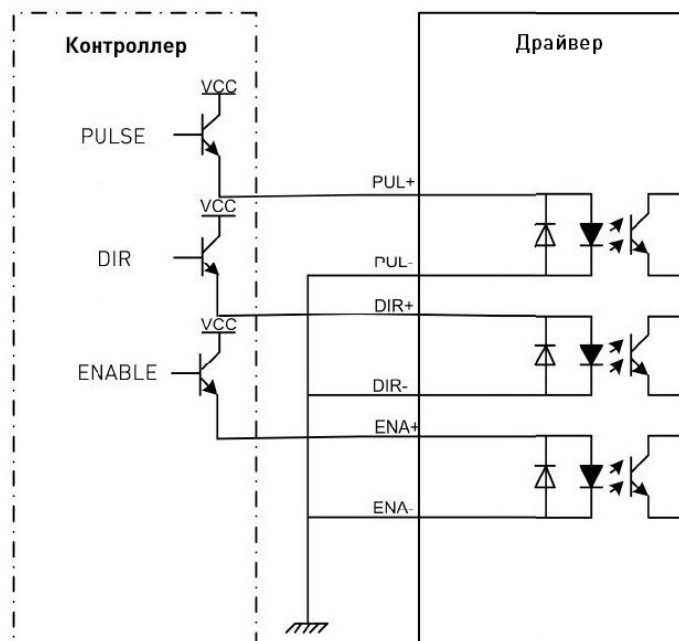 Контроллер
Драйвер
VCC
PULSE
PUL+
VCC
DIR
PUL-
DIR+
VCC
ENABLE
DIR-
ENA+
ENA-